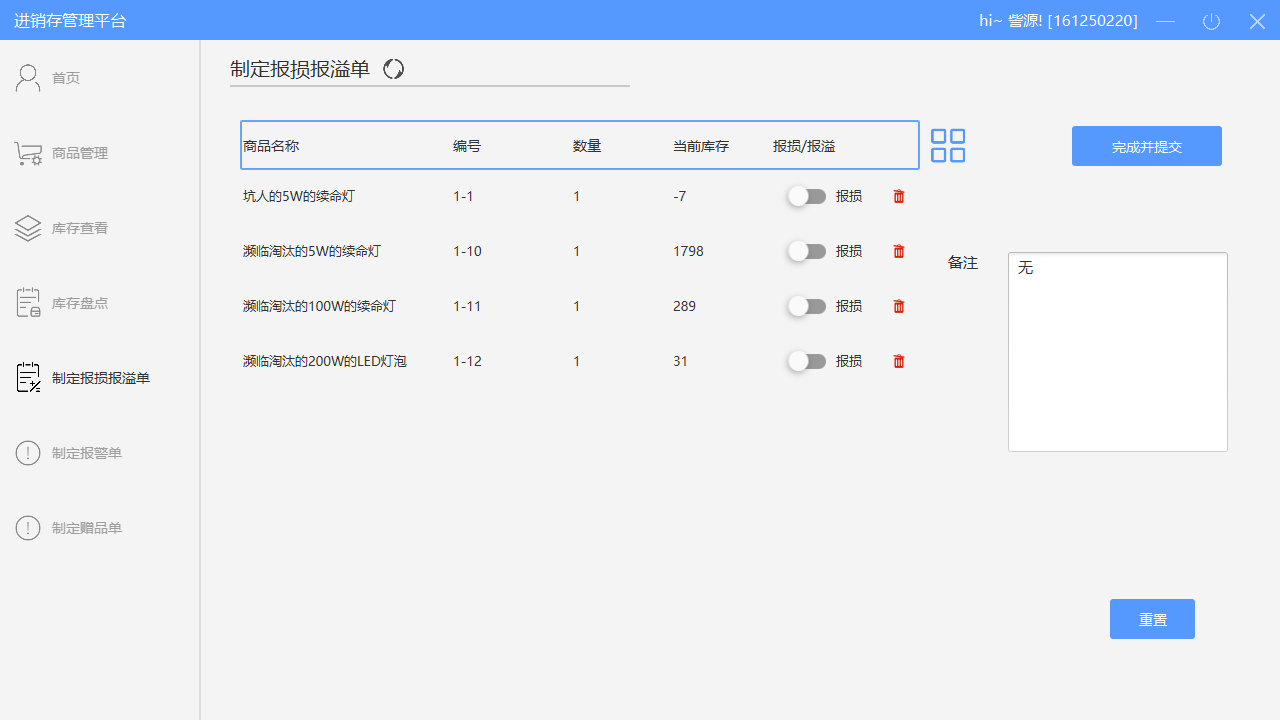 进销存管理平台
hi~ 訾源! [161250220]
首页
商品管理
库存查看
库存盘点
制定报损报溢单
制定报警单
制定赠品单
制定报损报溢单
商品名称 编号 数量 当前库存 报损/报溢
坑人的5W的续命灯 1-1 1 -7 报损
濒临淘汰的5W的续命灯 1-10 1 1798 报损
濒临淘汰的100W的续命灯 1-11 1 289 报损
濒临淘汰的200W的LED灯泡 1-12 1 31 报损
完成并提交
备注
无
重置